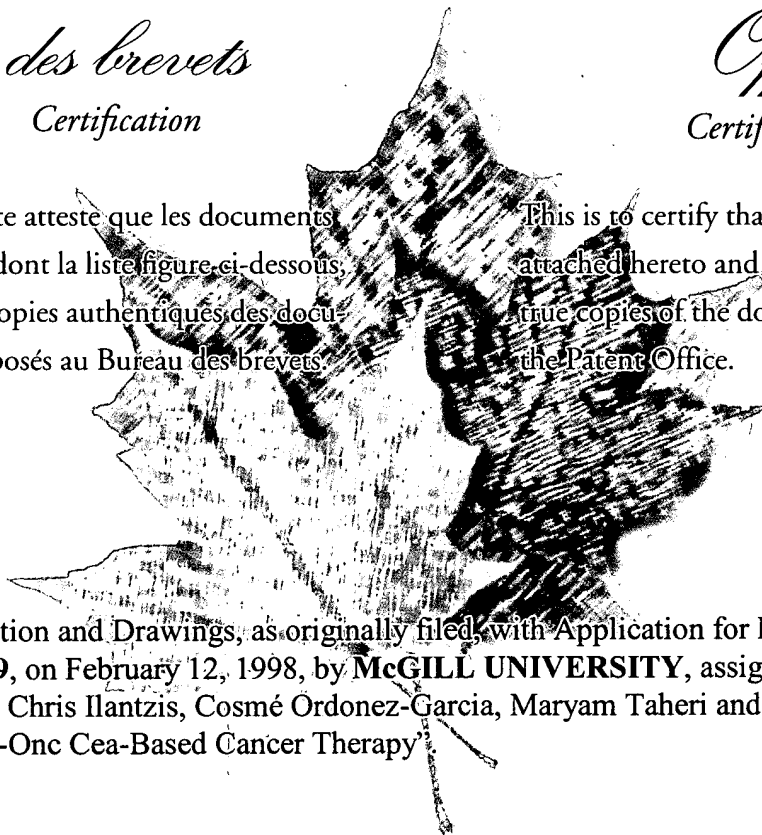 des brevets
Certification
Certif
te atteste que les documents
dont la liste figure ci-dessous,
opies authentiques des docu-
posés au Bureau des brevets.
This is to certify tha
attached hereto and
true copies of the do
the Patent Office.
tion and Drawings, as originally filed, with Application for
9, on February 12, 1998, by McGILL UNIVERSITY, assig
Chris Ilantzis, Cosmé Ordonez-Garcia, Maryam Taheri and
-Onc Cea-Based Cancer Therapy".